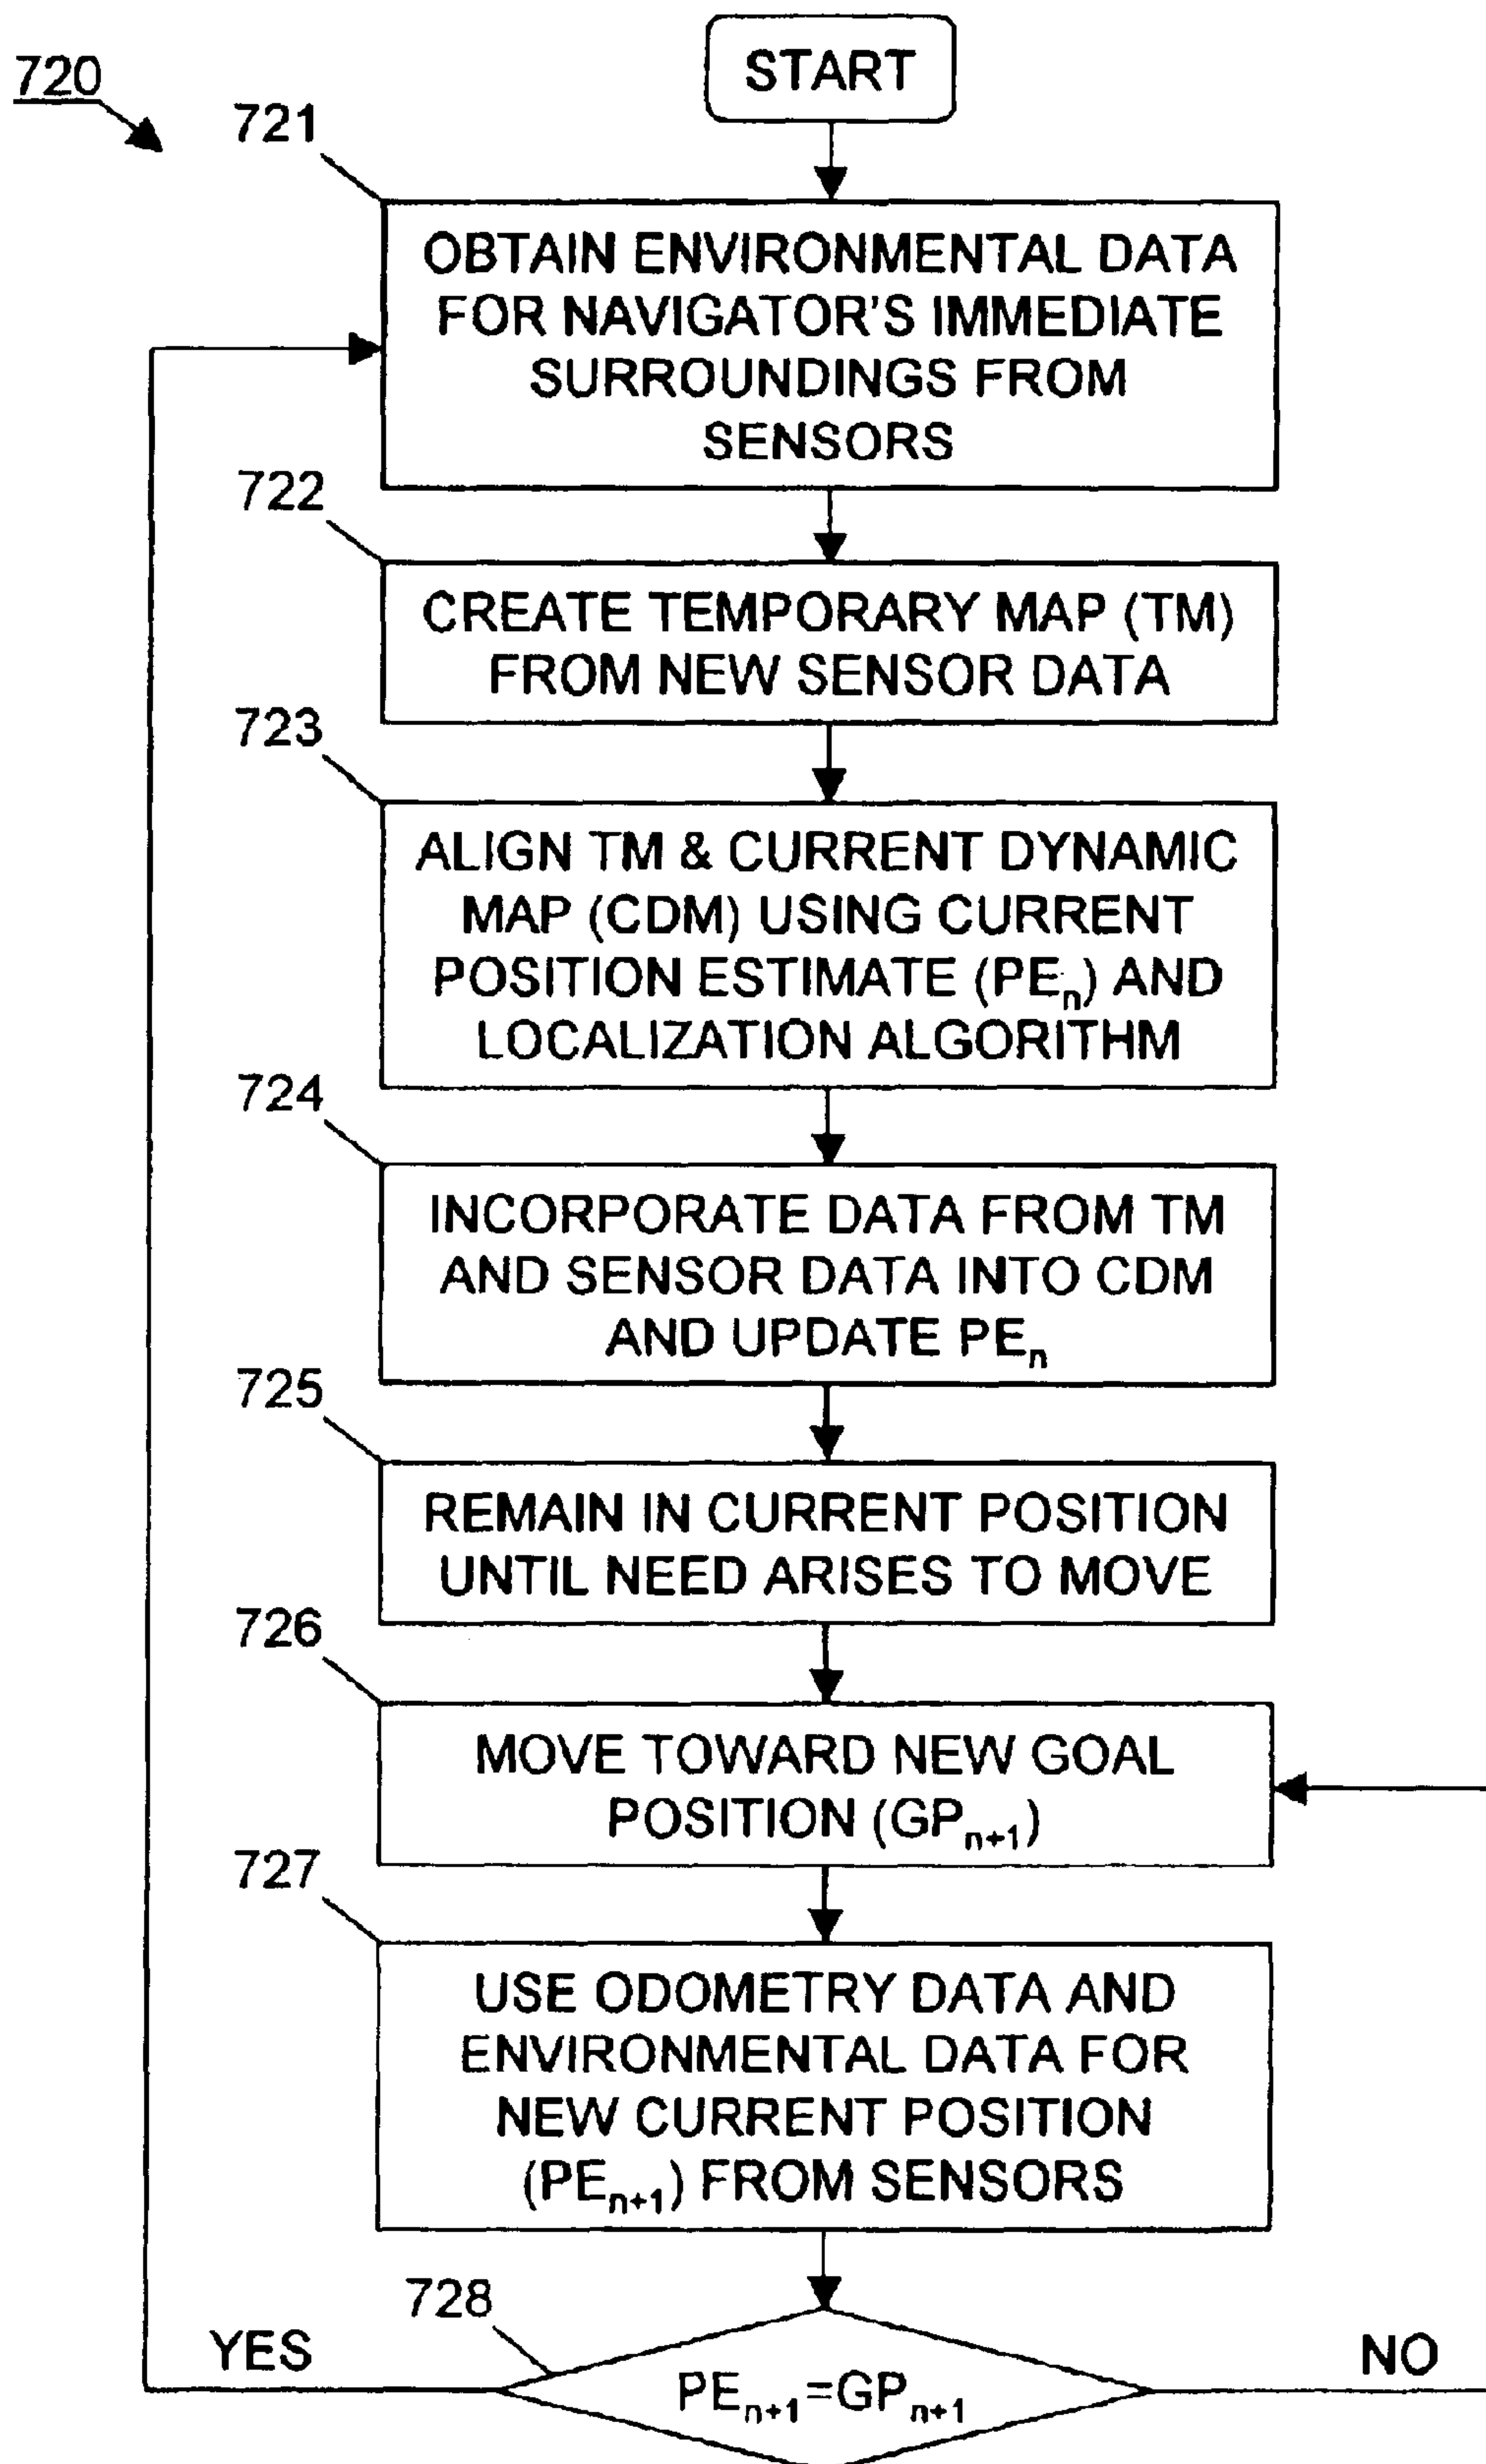 720
START
721
OBTAIN ENVIRONMENTAL DATA
FOR NAVIGATOR'S IMMEDIATE
SURROUNDINGS FROM
SENSORS
722
CREATE TEMPORARY MAP (TM)
FROM NEW SENSOR DATA
723
ALIGN TM & CURRENT DYNAMIC
MAP (CDM) USING CURRENT
POSITION ESTIMATE (PEₙ) AND
LOCALIZATION ALGORITHM
724
INCORPORATE DATA FROM TM
AND SENSOR DATA INTO CDM
AND UPDATE PEₙ
725
REMAIN IN CURRENT POSITION
UNTIL NEED ARISES TO MOVE
726
MOVE TOWARD NEW GOAL
POSITION (GPₙ₊₁)
727
USE ODOMETRY DATA AND
ENVIRONMENTAL DATA FOR
NEW CURRENT POSITION
(PEₙ₊₁) FROM SENSORS
728
YES
PEₙ₊₁=GPₙ₊₁
NO